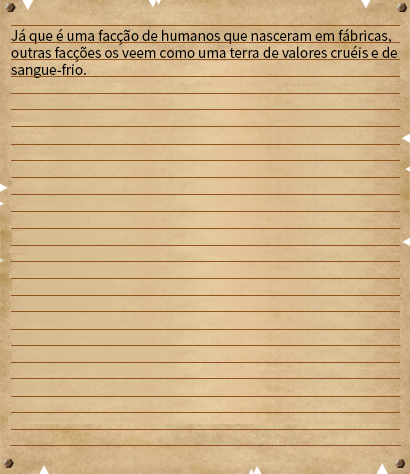 Já que é uma facção de humanos que nasceram em fábricas,
outras facções os veem como uma terra de valores cruéis e de
sangue-frio.